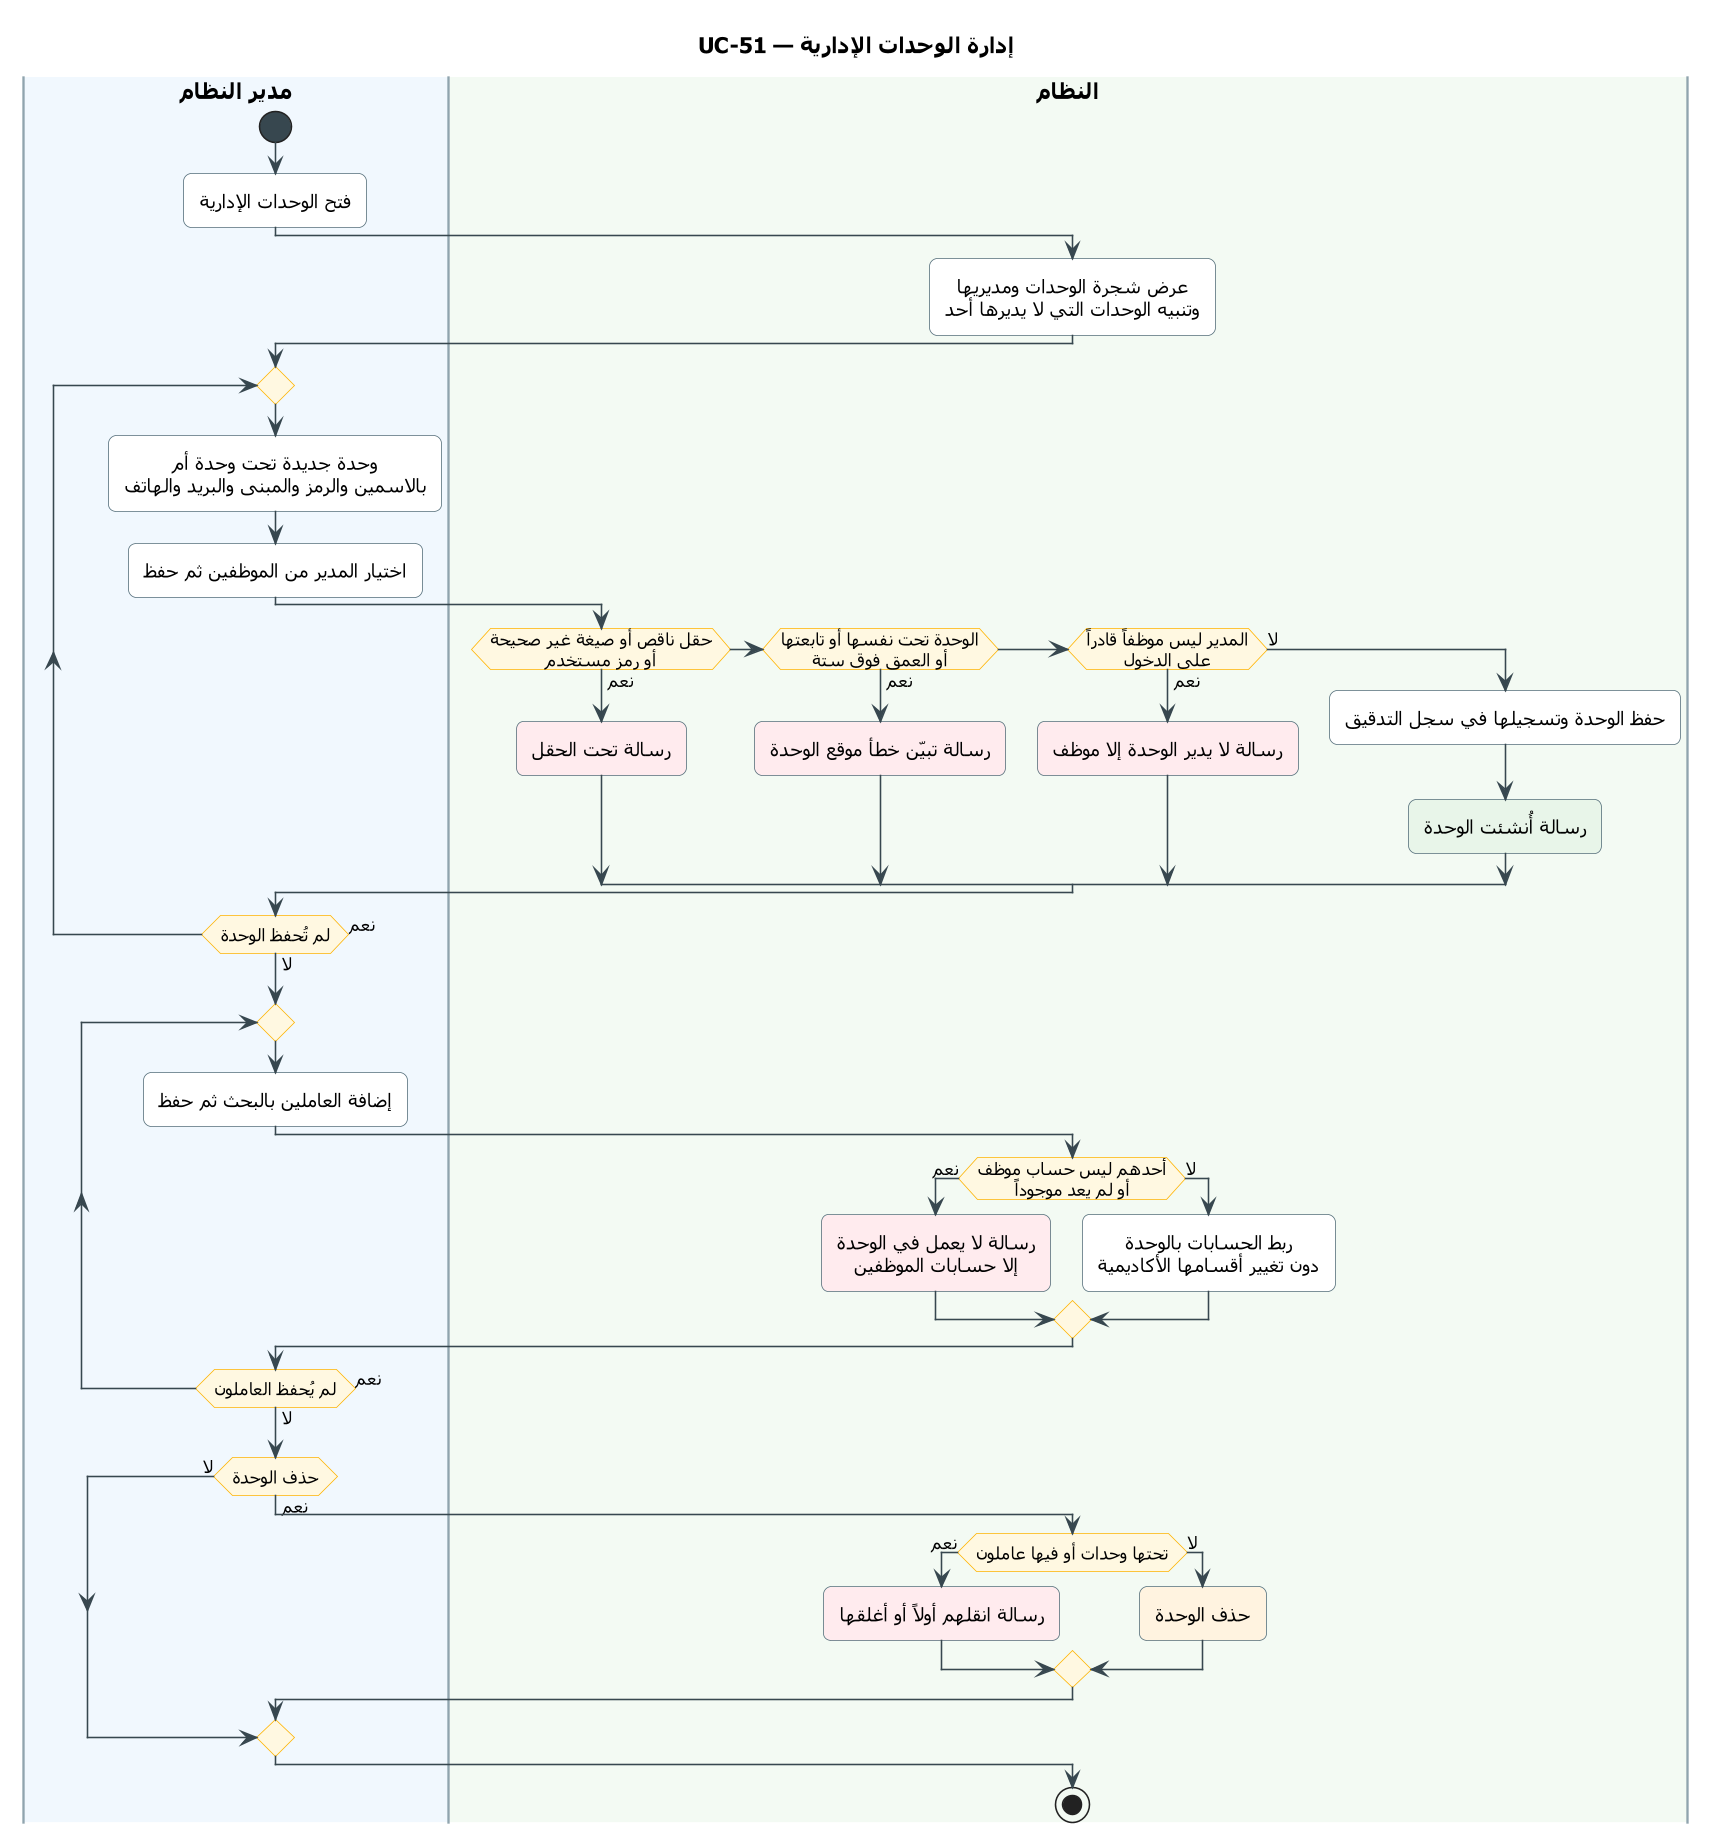 UC-51 — إدارة الوحدات الإدارية
مدير النظام
النظام
فتح الوحدات الإدارية
عرض شجرة الوحدات ومديريها
وتنبيه الوحدات التي لا يديرها أحد
وحدة جديدة تحت وحدة أم
بالاسمين والرمز والمبنى والبريد والهاتف
اختيار المدير من الموظفين ثم حفظ
حقل ناقص أو صيغة غير صحيحة
أو رمز مستخدم
نعم
الوحدة تحت نفسها أو تابعتها
أو العمق فوق ستة
نعم
المدير ليس موظفاً قادراً
على الدخول
نعم
لا
رسالة تحت الحقل
رسالة تبيّن خطأ موقع الوحدة
رسالة لا يدير الوحدة إلا موظف
حفظ الوحدة وتسجيلها في سجل التدقيق
رسالة أُنشئت الوحدة
لم تُحفظ الوحدة
نعم
لا
إضافة العاملين بالبحث ثم حفظ
أحدهم ليس حساب موظف
أو لم يعد موجوداً
نعم
لا
رسالة لا يعمل في الوحدة
إلا حسابات الموظفين
ربط الحسابات بالوحدة
دون تغيير أقسامها الأكاديمية
لم يُحفظ العاملون
نعم
لا
حذف الوحدة
لا
نعم
تحتها وحدات أو فيها عاملون
نعم
لا
رسالة انقلهم أولاً أو أغلقها
حذف الوحدة